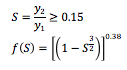 S = y₂/y₁ ≥ 0.15
f(S) = [(1 − S^(3/2))]^0.38